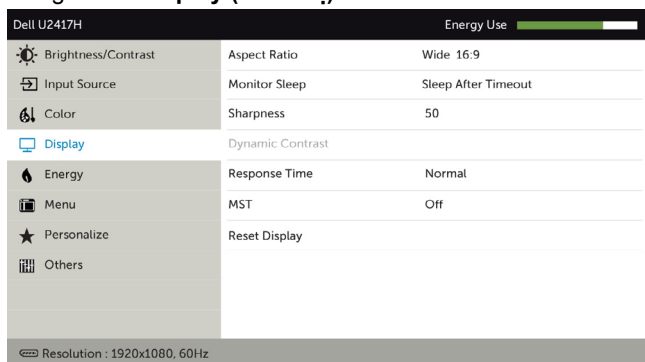 Dell U2417H Energy Use
Brightness/Contrast Aspect Ratio Wide 16:9
Input Source Monitor Sleep Sleep After Timeout
Color Sharpness 50
Display Dynamic Contrast
Energy Response Time Normal
Menu MST Off
Personalize Reset Display
Others
Resolution : 1920x1080, 60Hz